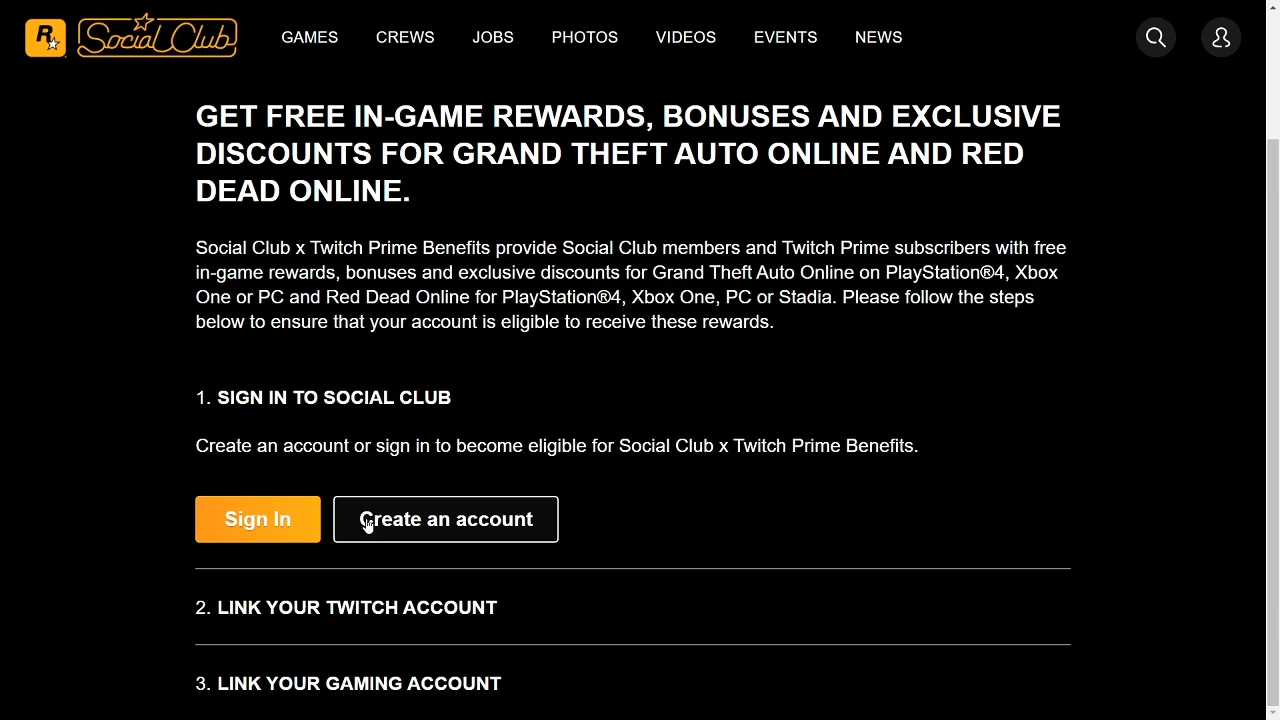 R Social Club GAMES CREWS JOBS PHOTOS VIDEOS EVENTS NEWS
GET FREE IN-GAME REWARDS, BONUSES AND EXCLUSIVE
DISCOUNTS FOR GRAND THEFT AUTO ONLINE AND RED
DEAD ONLINE.
Social Club x Twitch Prime Benefits provide Social Club members and Twitch Prime subscribers with free
in-game rewards, bonuses and exclusive discounts for Grand Theft Auto Online on PlayStation®4, Xbox
One or PC and Red Dead Online for PlayStation®4, Xbox One, PC or Stadia. Please follow the steps
below to ensure that your account is eligible to receive these rewards.
1. SIGN IN TO SOCIAL CLUB
Create an account or sign in to become eligible for Social Club x Twitch Prime Benefits.
Sign In Create an account
2. LINK YOUR TWITCH ACCOUNT
3. LINK YOUR GAMING ACCOUNT